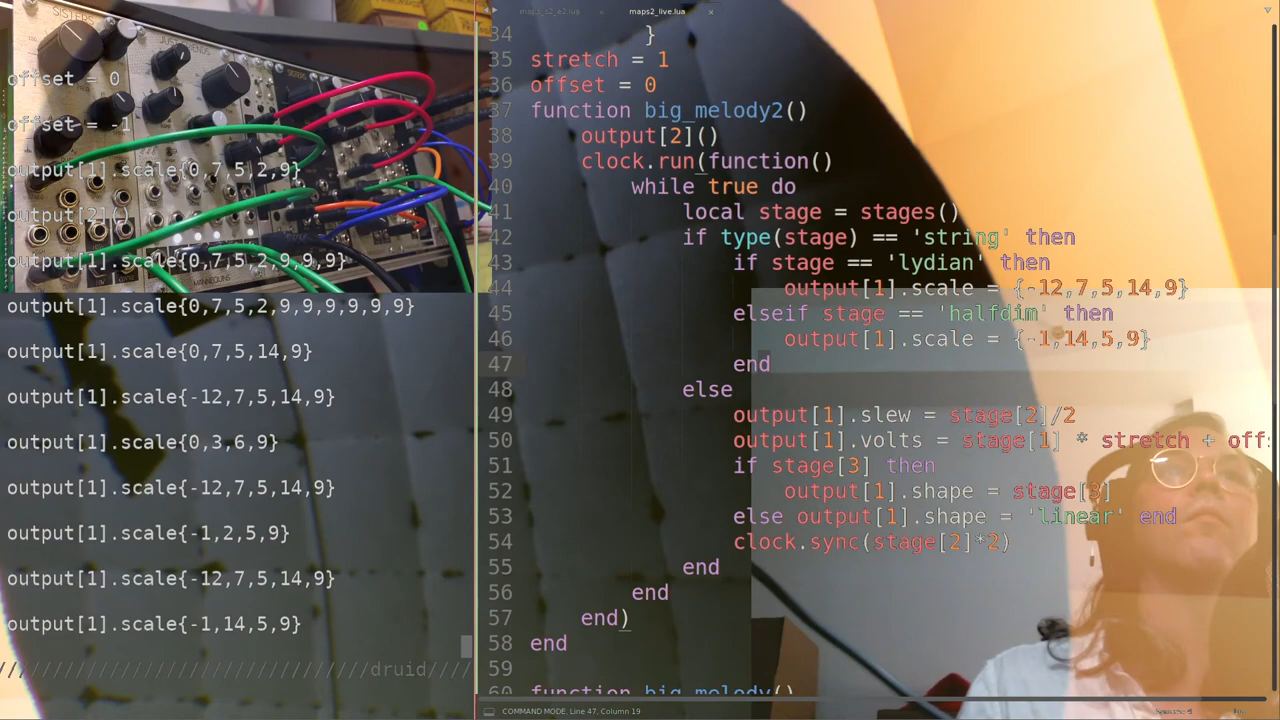 maps1_s2_e2.lua
maps2_live.lua
SISTERS
MANNEQUINS
offset = 0
offset = -1
output[1].scale{0,7,5,2,9}
output[2]()
output[1].scale{0,7,5,2,9,9,9}
output[1].scale{0,7,5,2,9,9,9,9,9,9}
output[1].scale{0,7,5,14,9}
output[1].scale{-12,7,5,14,9}
output[1].scale{0,3,6,9}
output[1].scale{-12,7,5,14,9}
output[1].scale{-1,2,5,9}
output[1].scale{-12,7,5,14,9}
output[1].scale{-1,14,5,9}
////////////////////////////////druid////
34 }
35 stretch = 1
36 offset = 0
37 function big_melody2()
38 output[2]()
39 clock.run(function()
40 while true do
41 local stage = stages()
42 if type(stage) == 'string' then
43 if stage == 'lydian' then
44 output[1].scale = {-12,7,5,14,9}
45 elseif stage == 'halfdim' then
46 output[1].scale = {-1,14,5,9}
47 end
48 else
49 output[1].slew = stage[2]/2
50 output[1].volts = stage[1] * stretch + offs
51 if stage[3] then
52 output[1].shape = stage[3]
53 else output[1].shape = 'linear' end
54 clock.sync(stage[2]*2)
55 end
56 end
57 end)
58 end
59
60 function big_melody()
COMMAND MODE, Line 47, Column 19